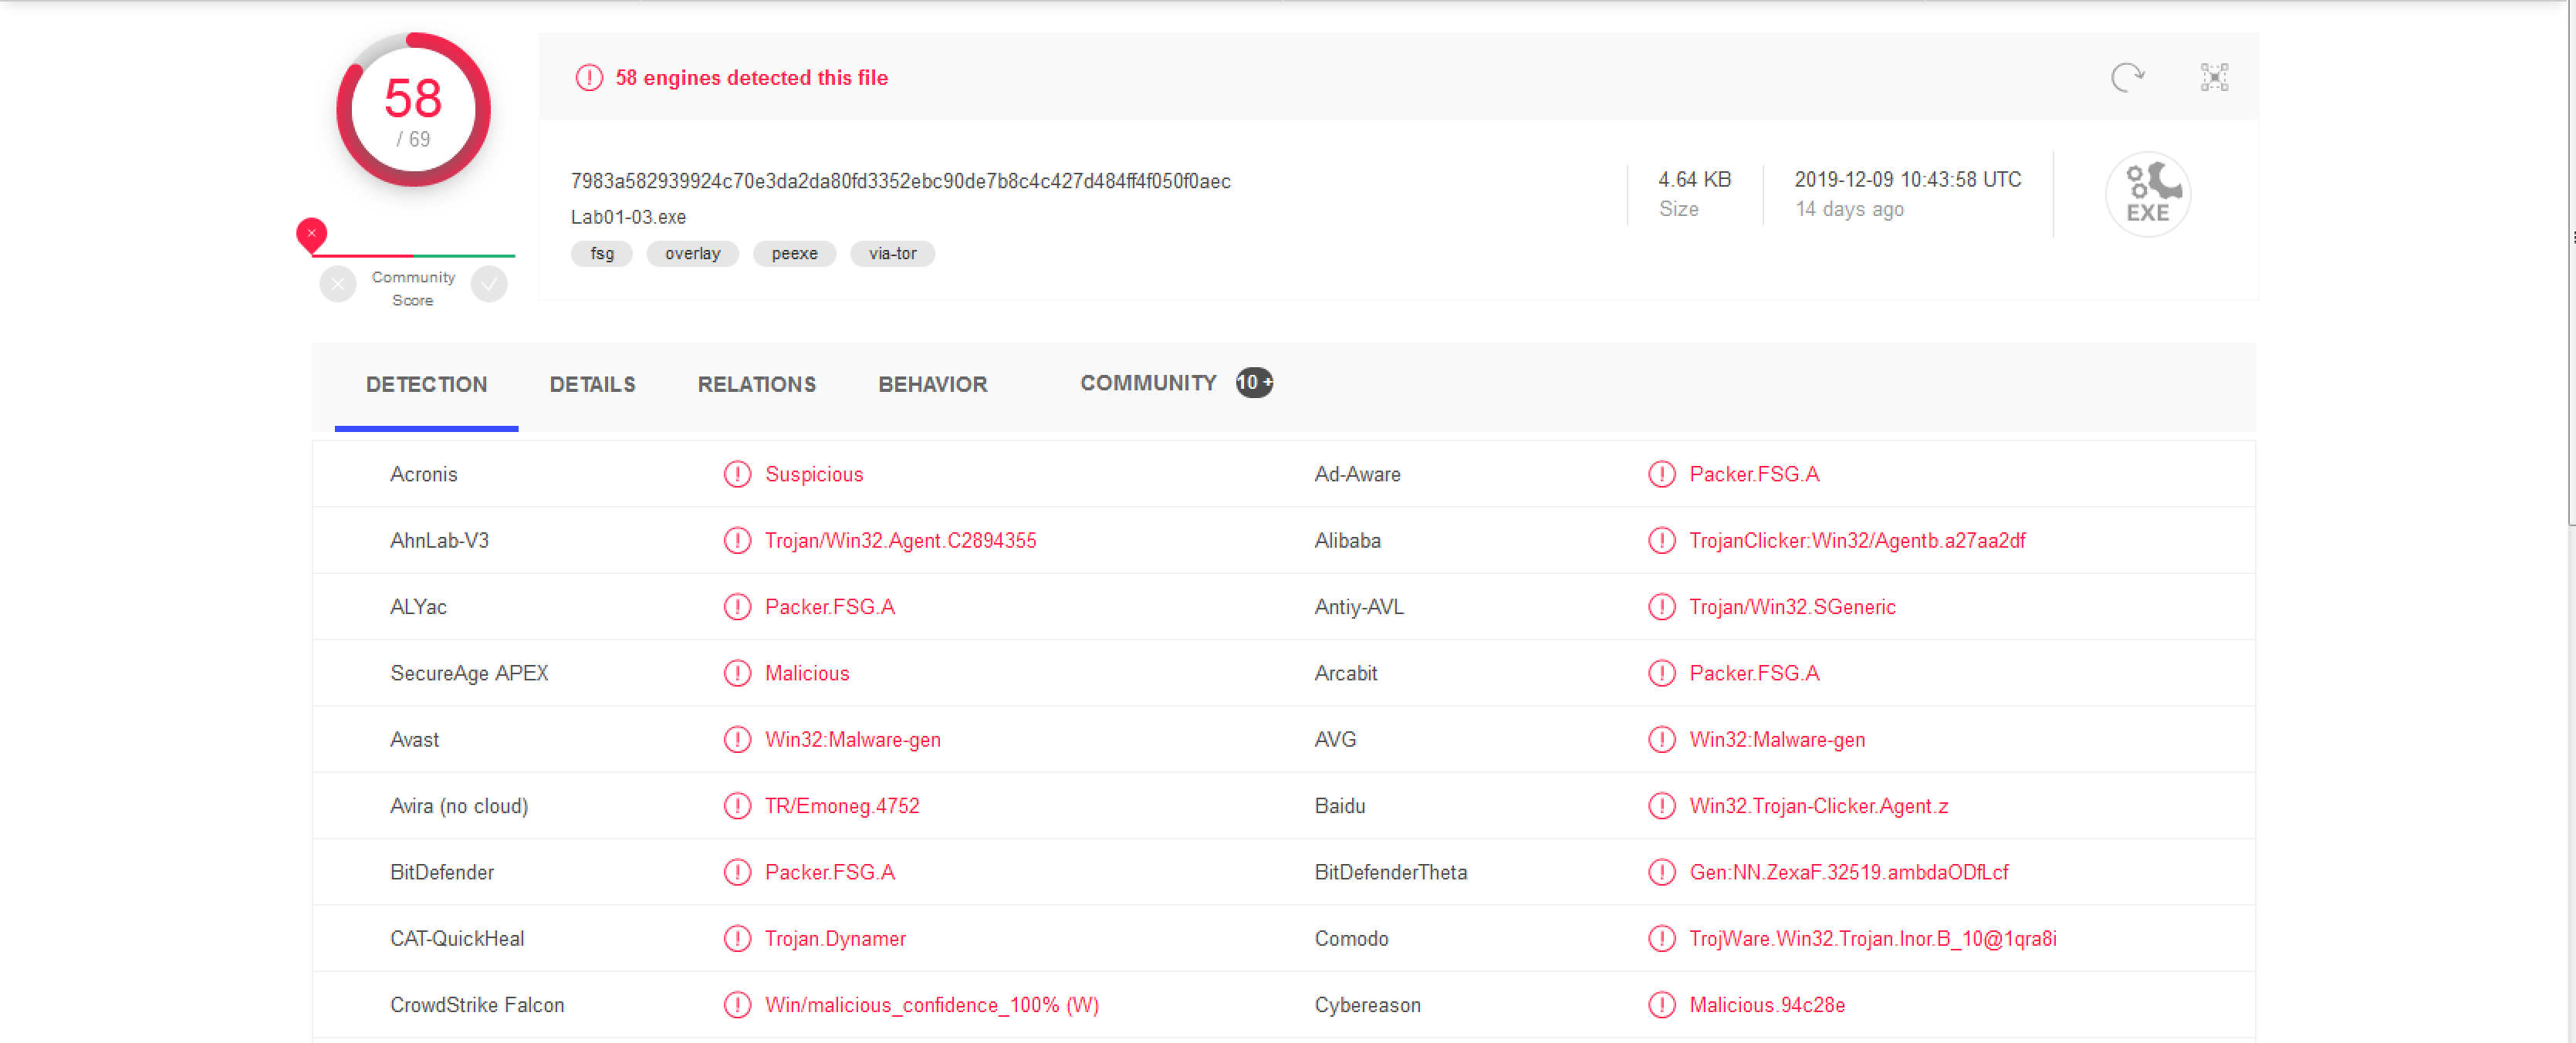 58
/ 69
Community
Score
58 engines detected this file
7983a582939924c70e3da2da80fd3352ebc90de7b8c4c427d484ff4f050f0aec
Lab01-03.exe
fsg overlay peexe via-tor
4.64 KB
Size
2019-12-09 10:43:58 UTC
14 days ago
EXE
DETECTION DETAILS RELATIONS BEHAVIOR COMMUNITY 10 +
Acronis Suspicious Ad-Aware Packer.FSG.A
AhnLab-V3 Trojan/Win32.Agent.C2894355 Alibaba TrojanClicker:Win32/Agentb.a27aa2df
ALYac Packer.FSG.A Antiy-AVL Trojan/Win32.SGeneric
SecureAge APEX Malicious Arcabit Packer.FSG.A
Avast Win32:Malware-gen AVG Win32:Malware-gen
Avira (no cloud) TR/Emoneg.4752 Baidu Win32.Trojan-Clicker.Agent.z
BitDefender Packer.FSG.A BitDefenderTheta Gen:NN.ZexaF.32519.ambdaODfLcf
CAT-QuickHeal Trojan.Dynamer Comodo TrojWare.Win32.Trojan.Inor.B_10@1qra8i
CrowdStrike Falcon Win/malicious_confidence_100% (W) Cybereason Malicious.94c28e